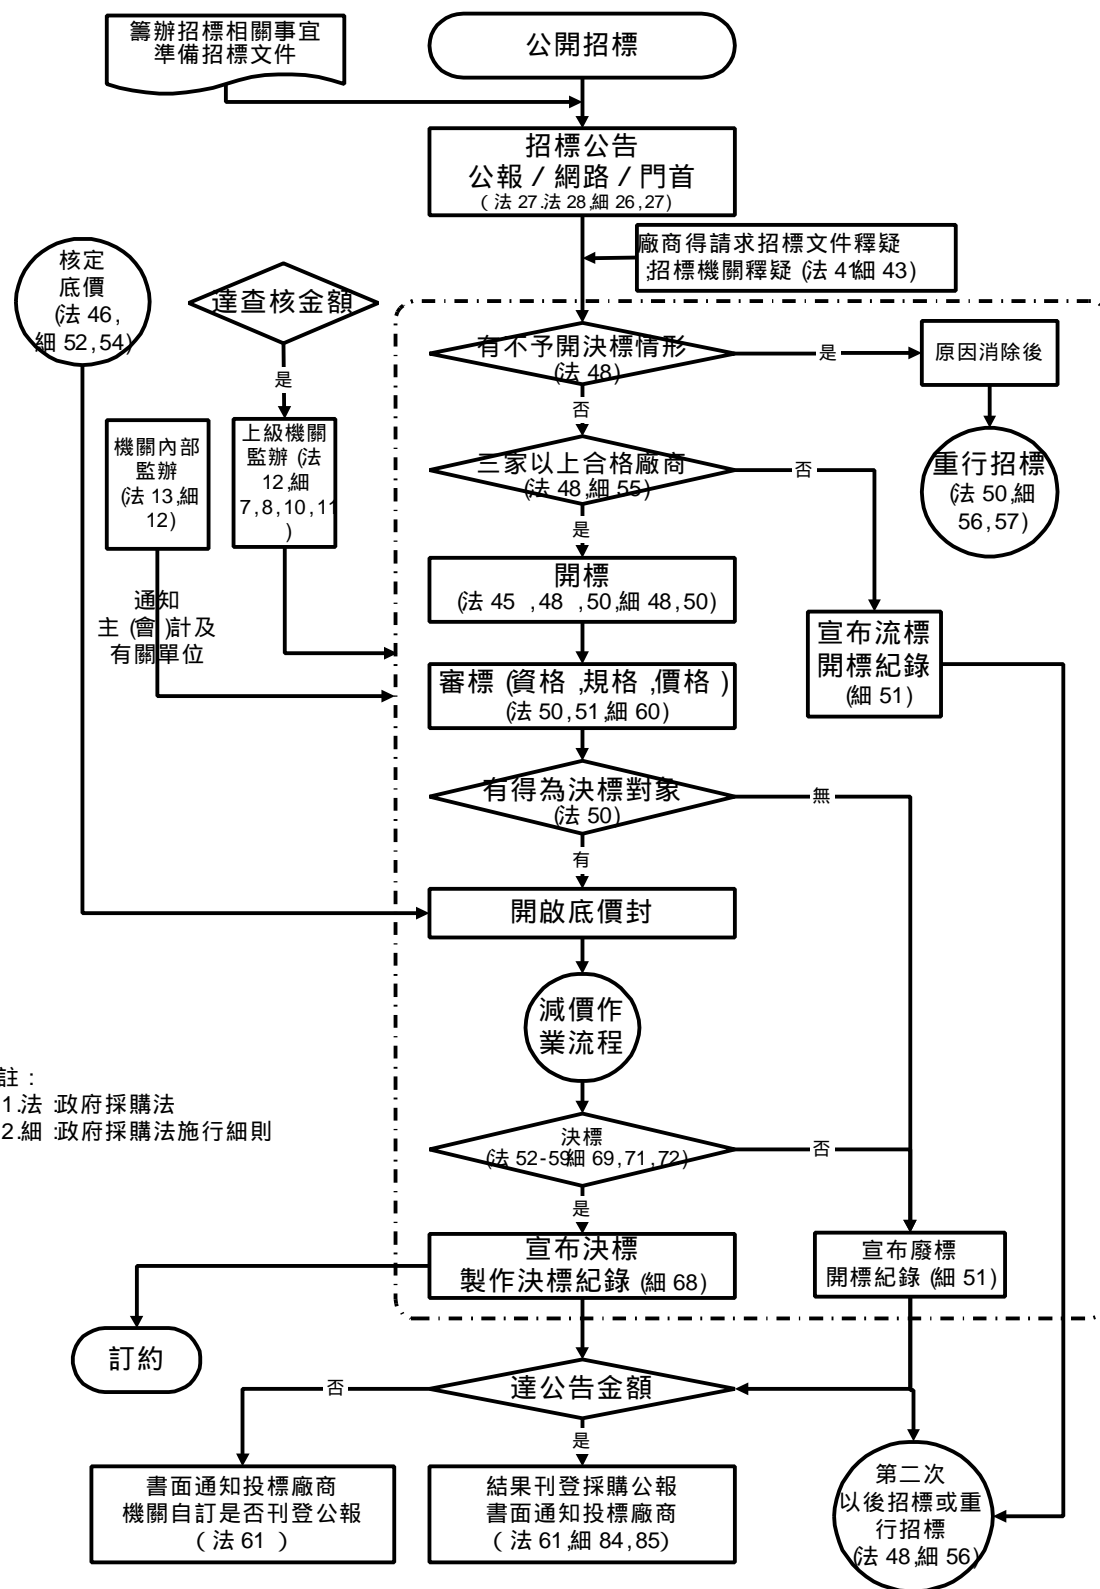 籌辦招標相關事宜
準備招標文件
公開招標
招標公告
公報 / 網路 / 門首
( 法 27.法 28,細 26,27)
廠商得請求招標文件釋疑
;招標機關釋疑 (法 41細 43)
核定
底價
(法 46,
細 52,54)
達查核金額
是
有不予開決標情形
(法 48)
是
原因消除後
否
重行招標
(法 50,細
56,57)
機關內部
監辦
(法 13,細
12)
上級機關
監辦 (法
12,細
7,8,10,11
)
三家以上合格廠商
(法 48,細 55)
否
是
開標
(法 45 ,48 ,50,細 48,50)
通知
主 (會)計及
有關單位
宣布流標
開標紀錄
(細 51)
審標 (資格 ,規格 ,價格 )
(法 50,51,細 60)
有得為決標對象
(法 50)
無
有
開啟底價封
減價作
業流程
註 :
1.法 :政府採購法
2.細 :政府採購法施行細則
決標
(法 52-59細 69,71,72)
否
是
宣布決標
製作決標紀錄 (細 68)
宣布廢標
開標紀錄 (細 51)
訂約
達公告金額
否
是
書面通知投標廠商
機關自訂是否刊登公報
( 法 61 )
結果刊登採購公報
書面通知投標廠商
( 法 61,細 84,85)
第二次
以後招標或重
行招標
(法 48,細 56)